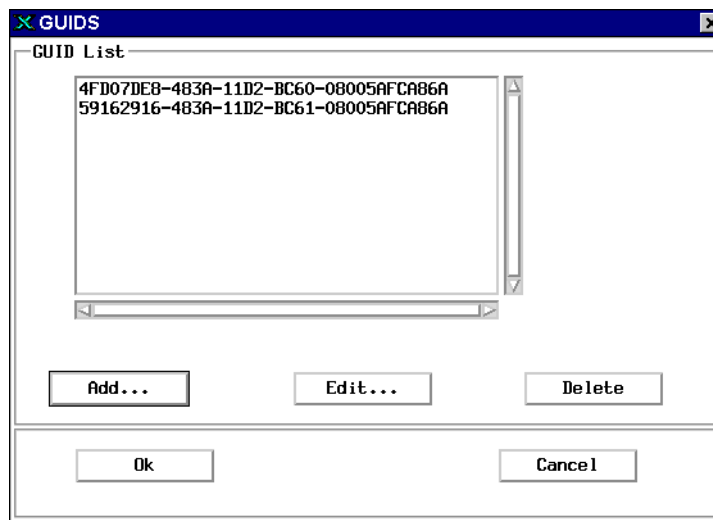 GUIDS
GUID List
4FD07DE8-483A-11D2-BC60-08005AFCA86A
59162916-483A-11D2-BC61-08005AFCA86A
Add...
Edit...
Delete
Ok
Cancel